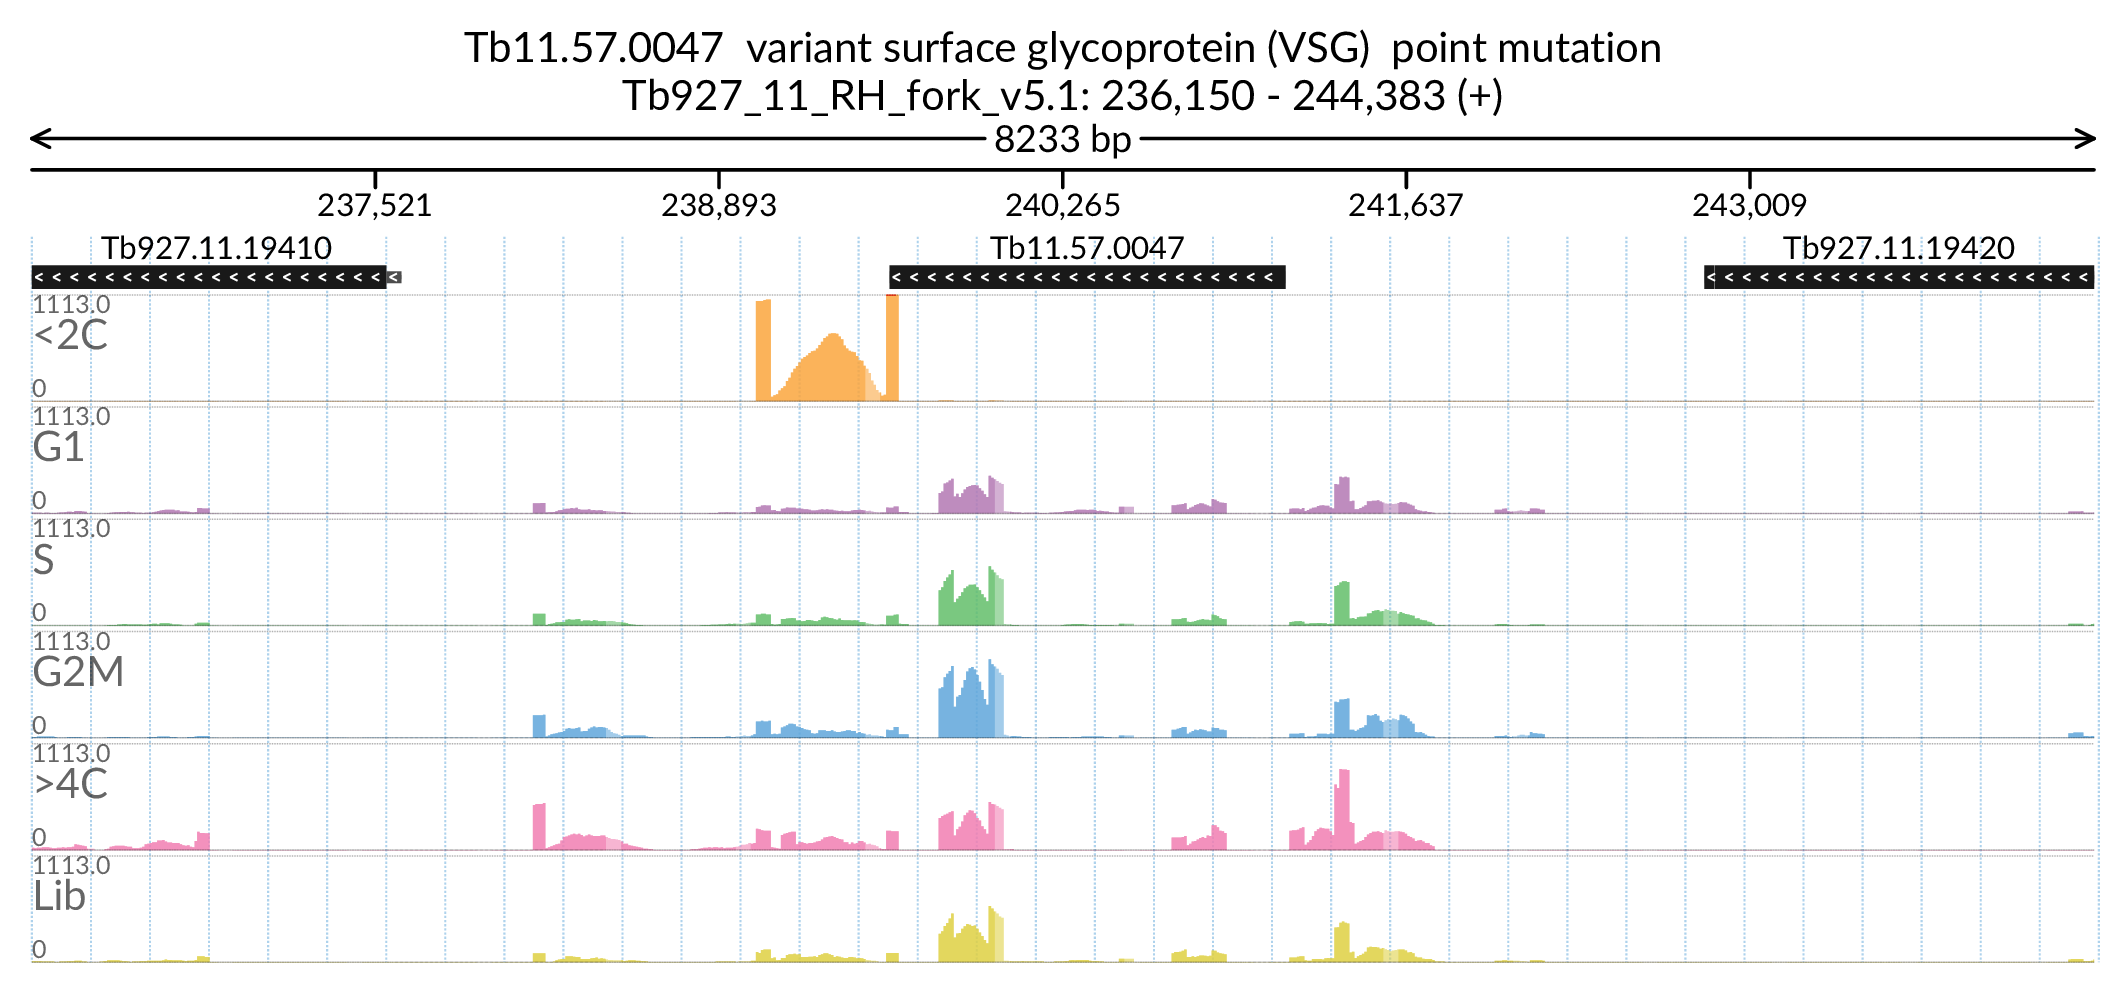 Tb11.57.0047 variant surface glycoprotein (VSG) point mutation
Tb927_11_RH_fork_v5.1: 236,150 - 244,383 (+)
8233 bp
237,521 238,893 240,265 241,637 243,009
Tb927.11.19410 Tb11.57.0047 Tb927.11.19420
1113.0
<2C
0
1113.0
G1
0
1113.0
S
0
1113.0
G2M
0
1113.0
>4C
0
1113.0
Lib
0